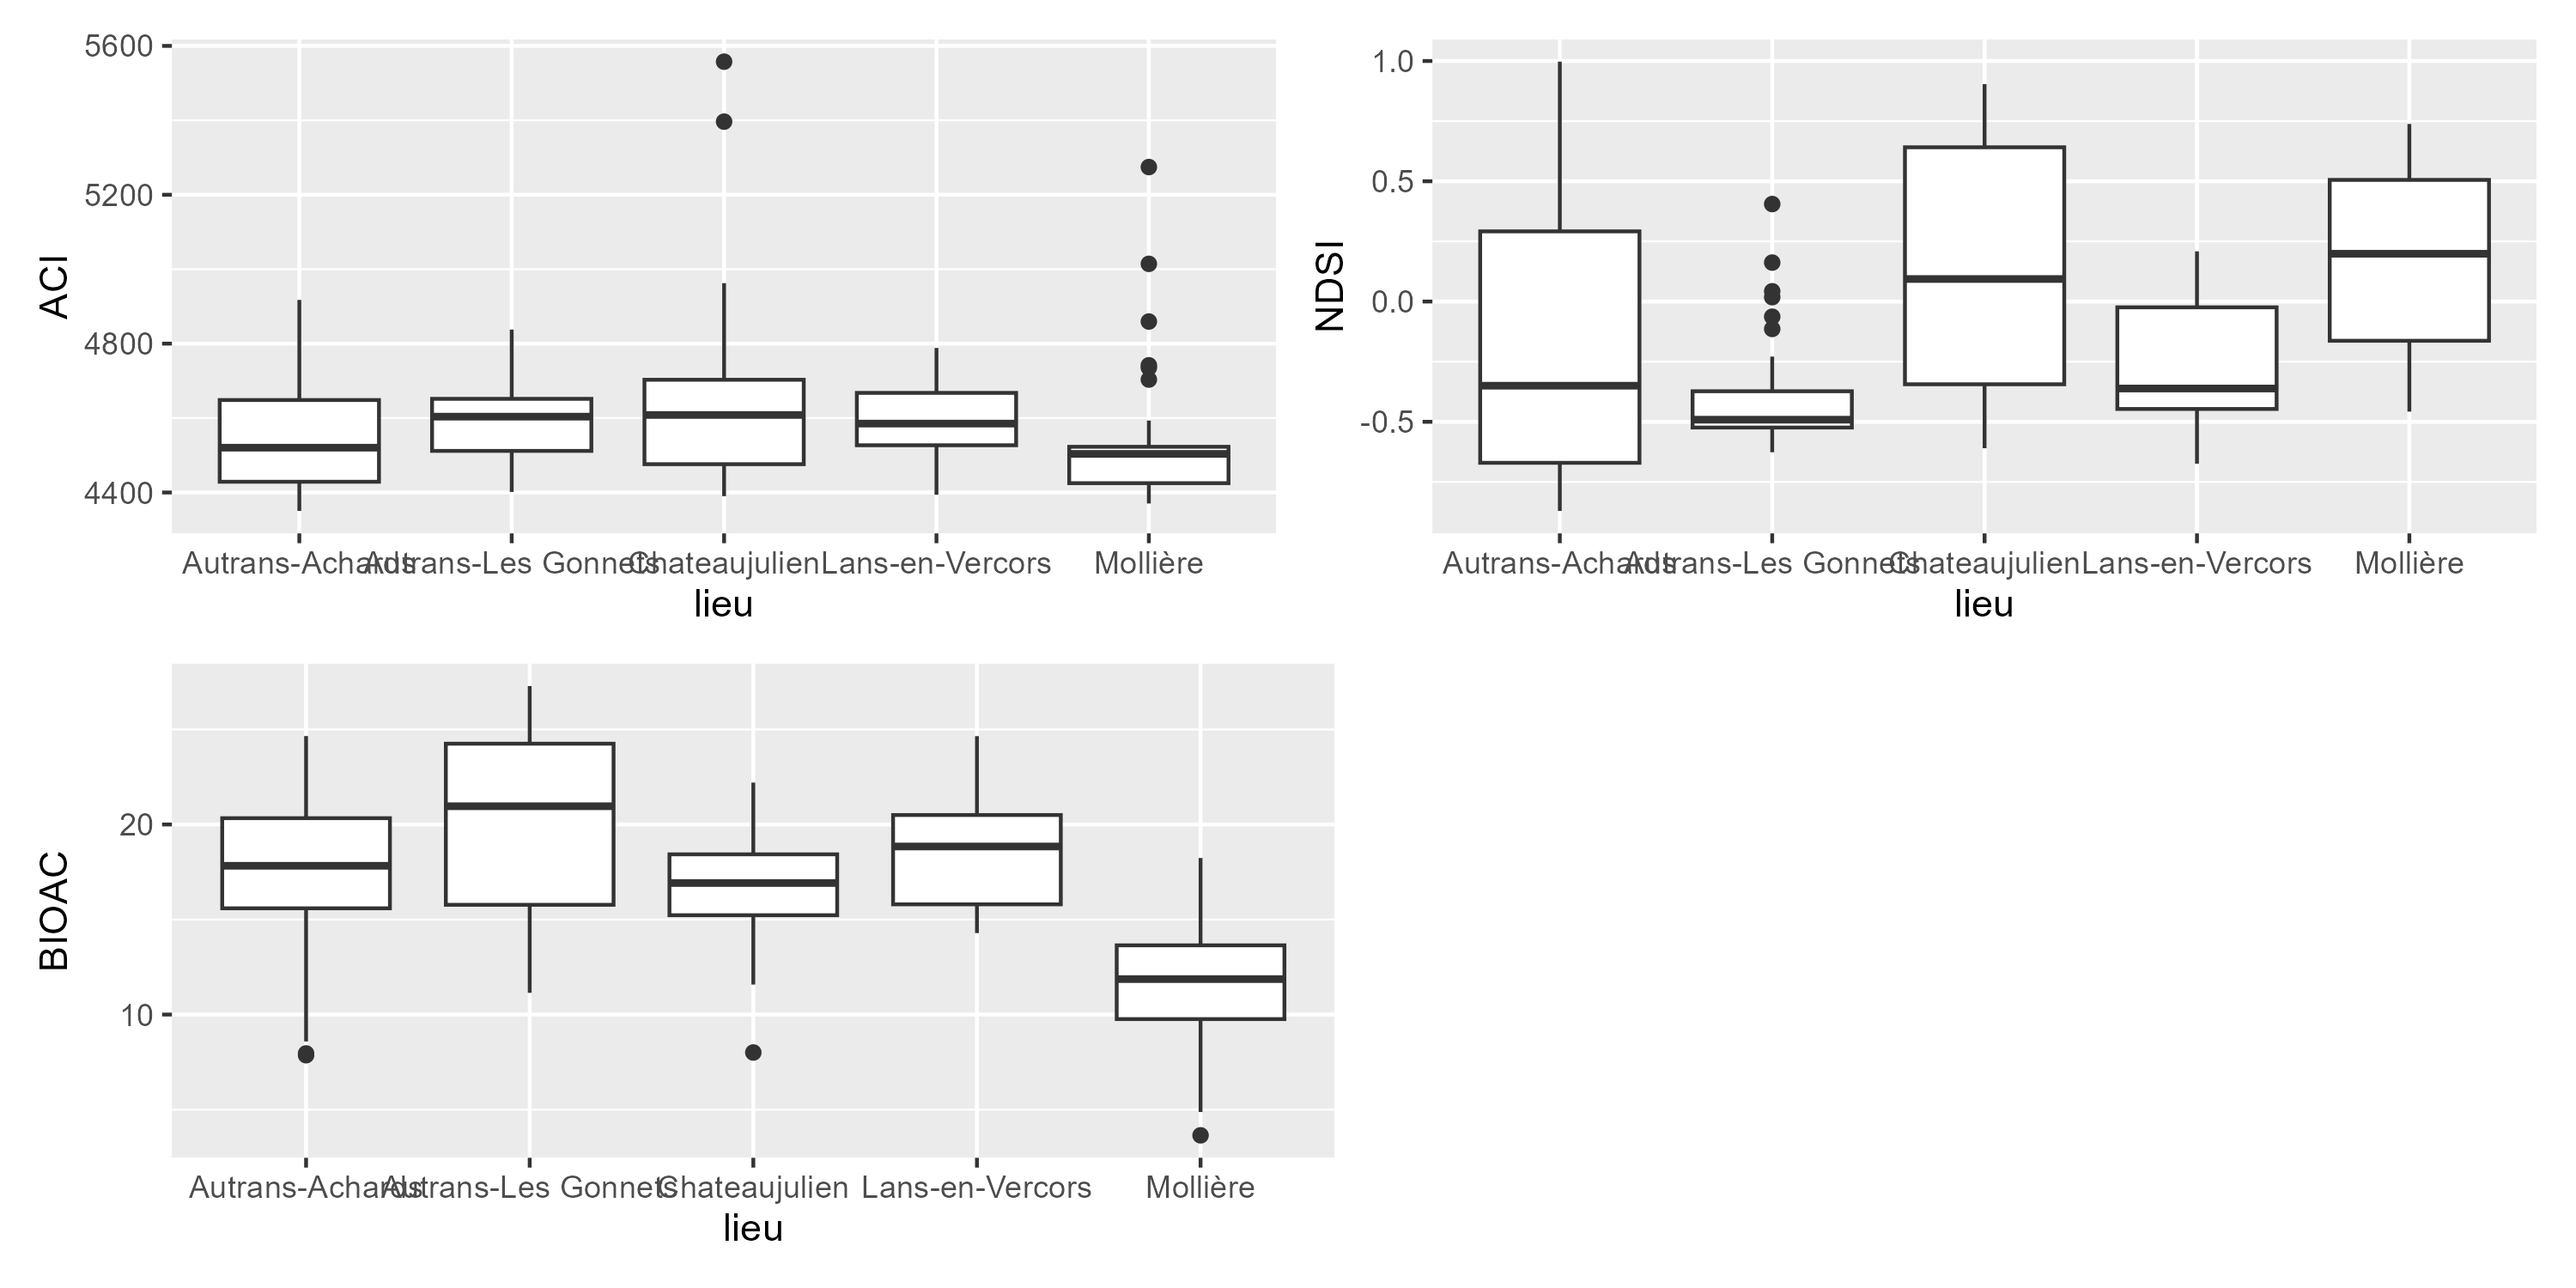 5600
5200
4800
4400
ACI
Autrans-Achards Autrans-Les Gonnets Chateaujulien Lans-en-Vercors Mollière
lieu
1.0
0.5
0.0
-0.5
NDSI
Autrans-Achards Autrans-Les Gonnets Chateaujulien Lans-en-Vercors Mollière
lieu
20
10
BIOAC
Autrans-Achards Autrans-Les Gonnets Chateaujulien Lans-en-Vercors Mollière
lieu